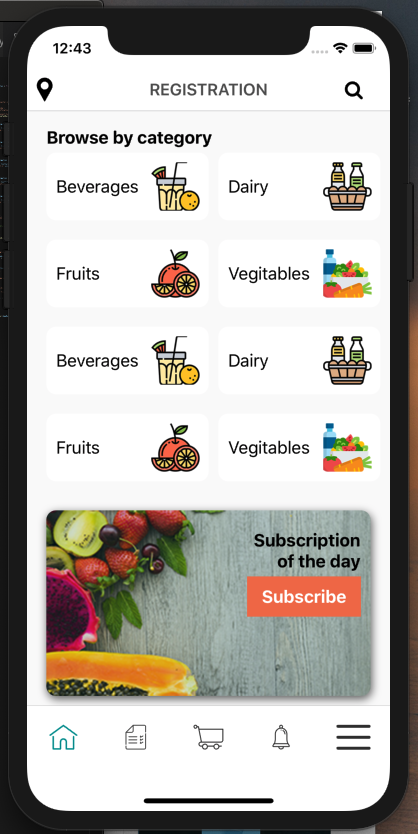 12:43
REGISTRATION
Browse by category
Beverages
Dairy
Fruits
Vegitables
Beverages
Dairy
Fruits
Vegitables
Subscription
of the day
Subscribe